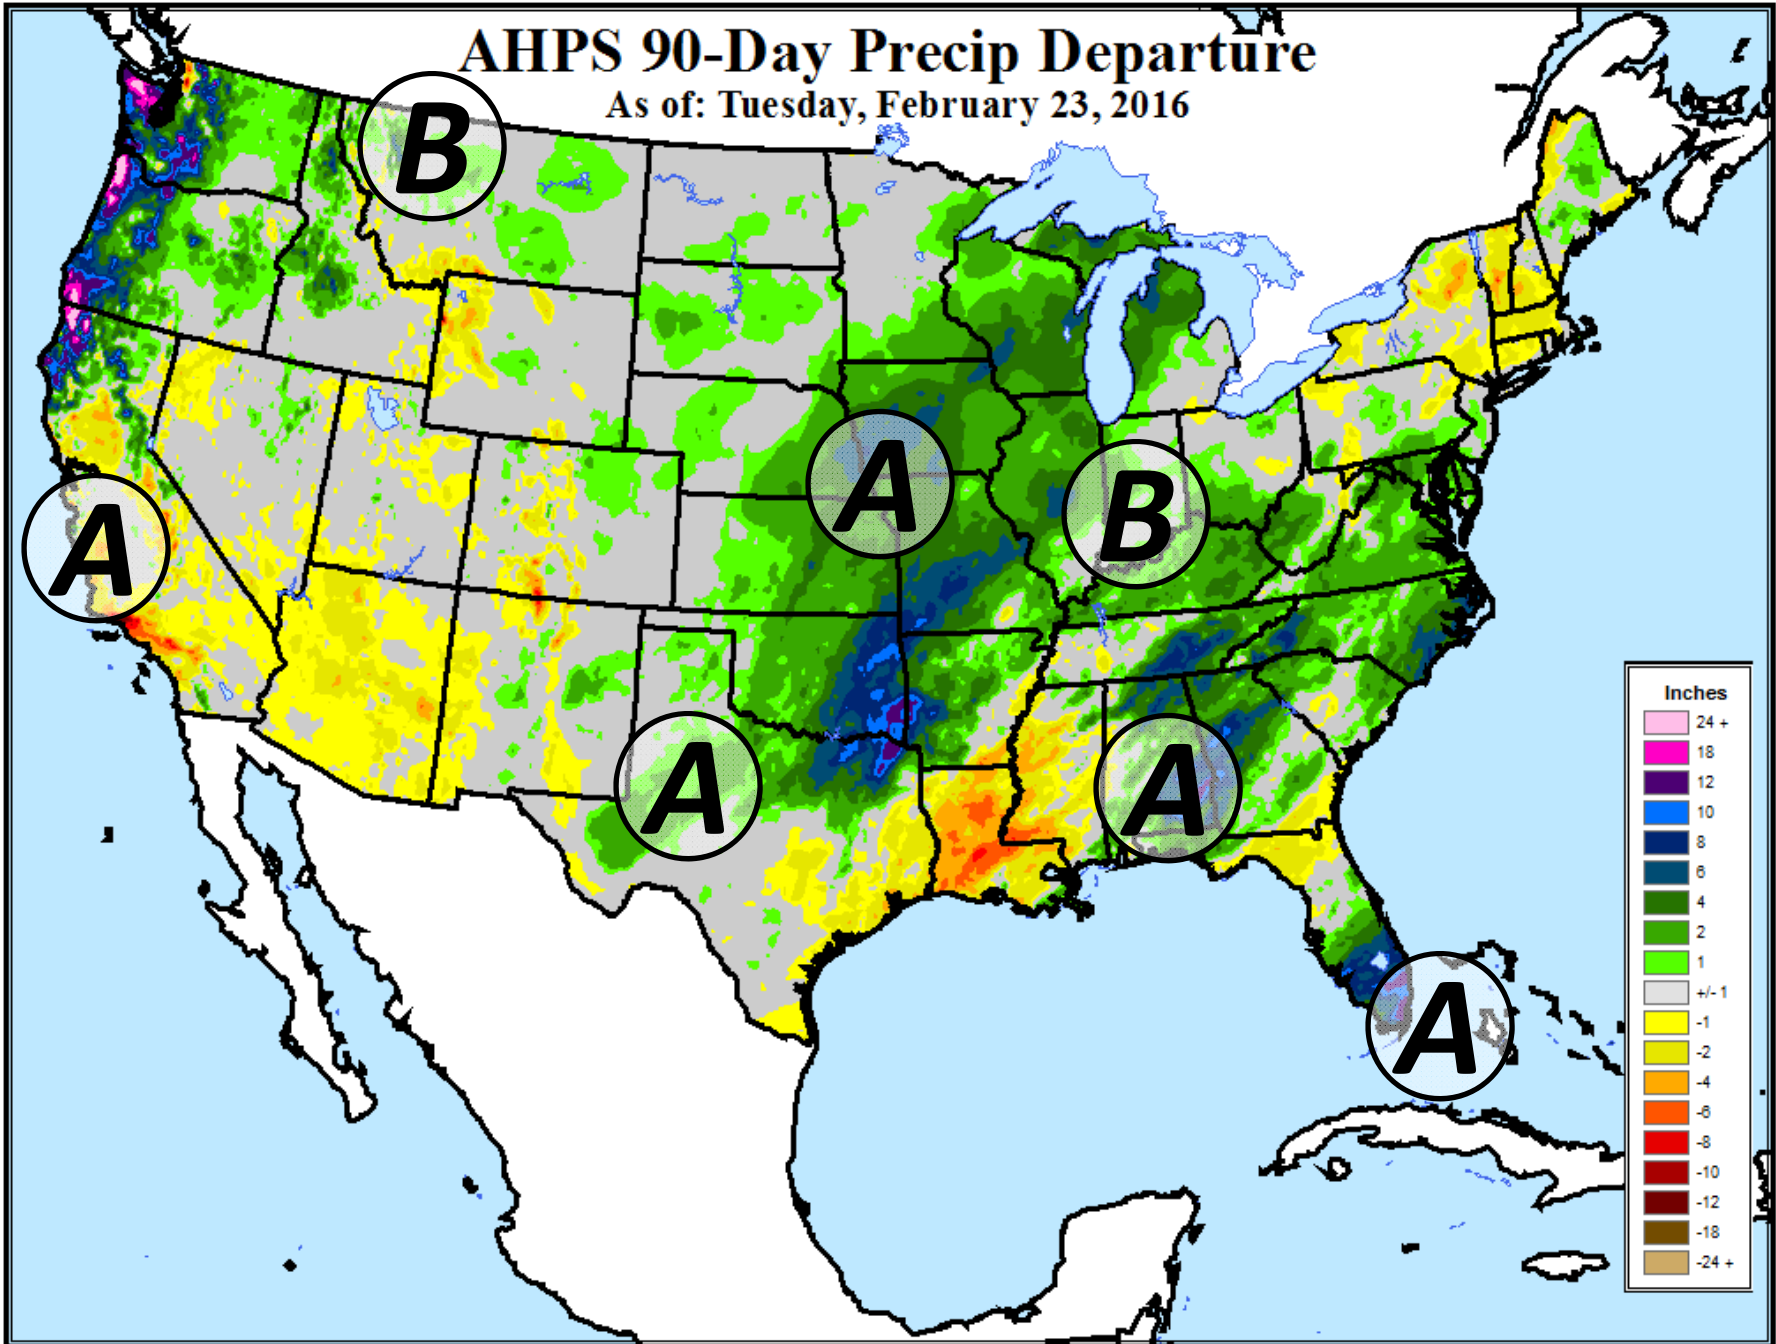 AHPS 90-Day Precip Departure
As of: Tuesday, February 23, 2016
B
A
B
A
A
A
A
Inches
24 +
18
12
10
8
6
4
2
1
+/- 1
-1
-2
-4
-6
-8
-10
-12
-18
-24 +